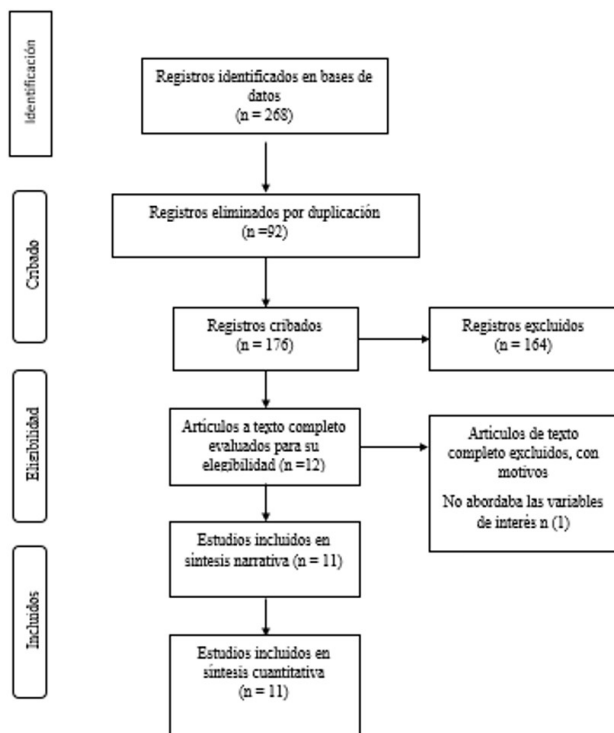 Identificación
Registros identificados en bases de
datos
(n = 268)
Cribado
Registros eliminados por duplicación
(n =92)
Registros cribados
(n = 176)
Registros excluidos
(n = 164)
Eligibilidad
Artículos a texto completo
evaluados para su
elegibilidad (n =12)
Artículos de texto
completo excluidos, con
motivos
No abordaba las variables
de interés n (1)
Estudios incluidos en
síntesis narrativa (n = 11)
Incluidos
Estudios incluidos en
síntesis cuantitativa
(n = 11)